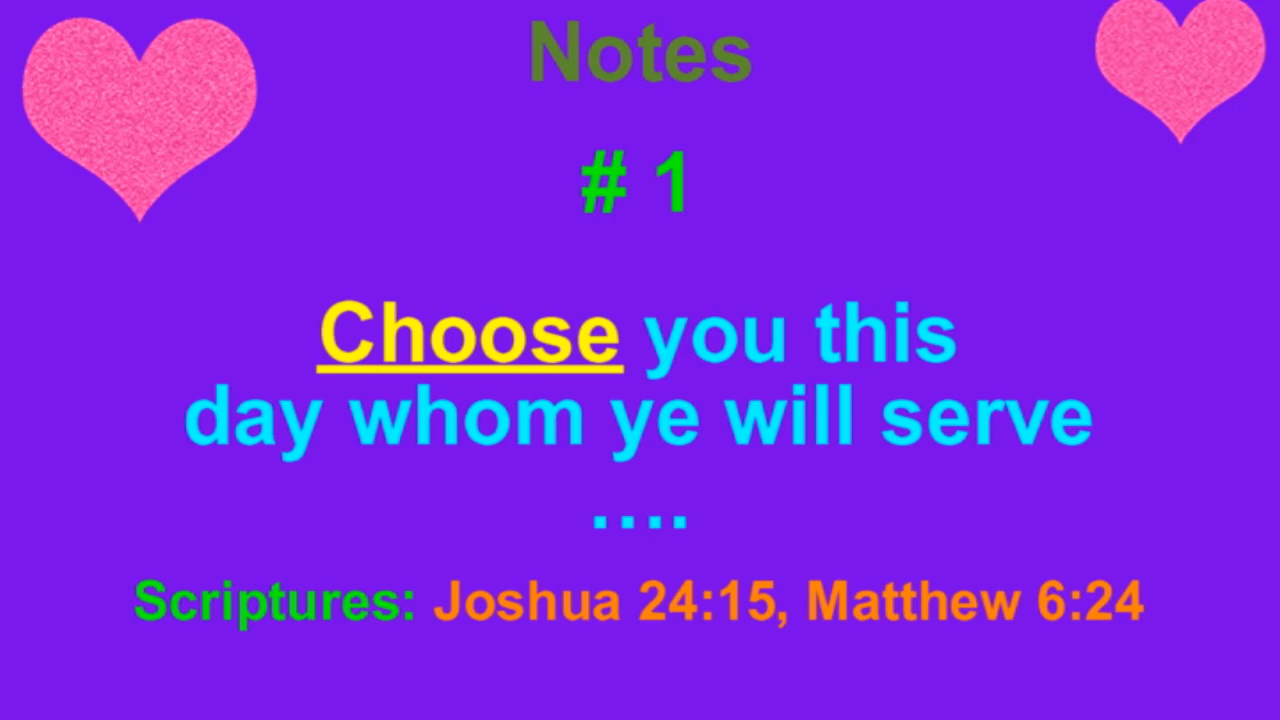 Notes
# 1
Choose you this
day whom ye will serve
....
Scriptures: Joshua 24:15, Matthew 6:24